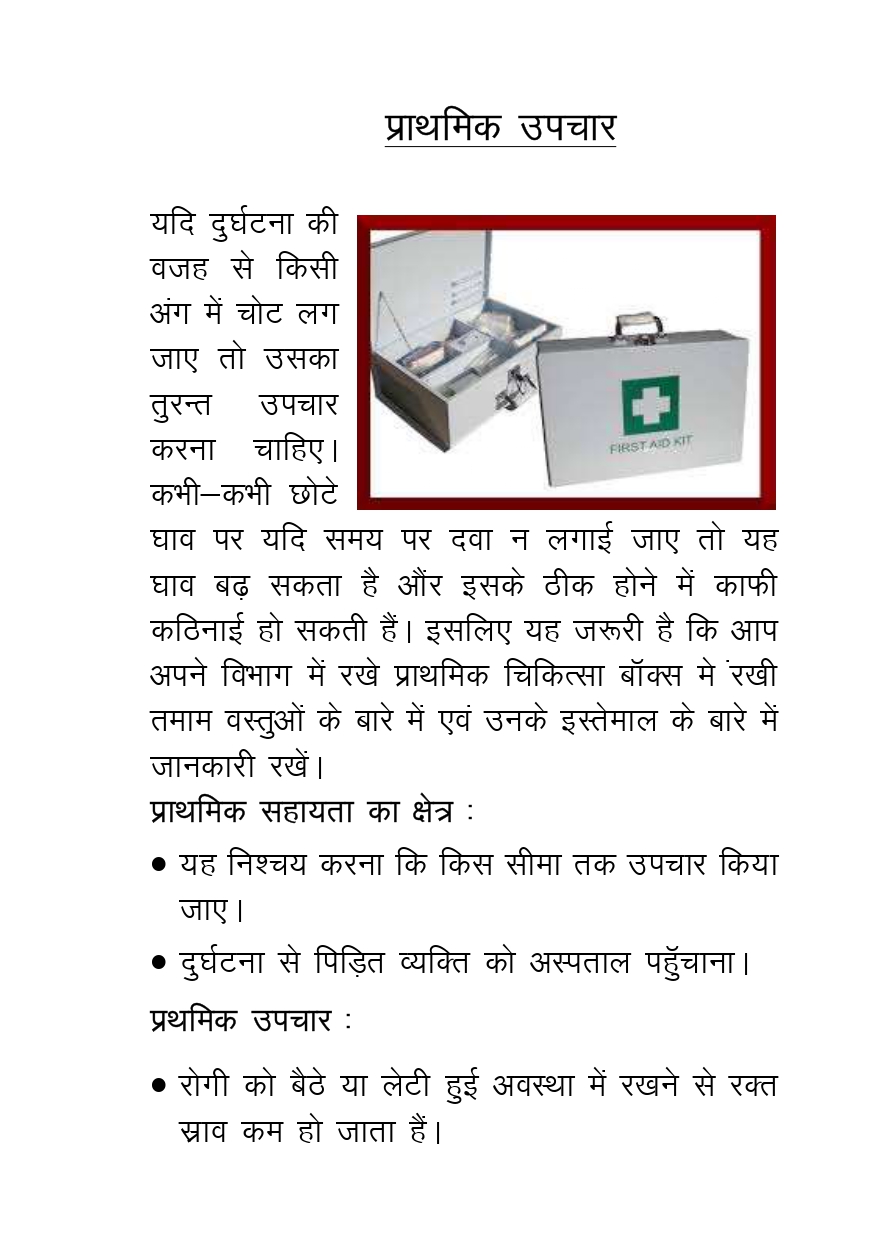 प्राथमिक उपचार
यदि दुर्घटना की
वजह से किसी
अंग में चोट लग
जाए तो उसका
तुरन्त उपचार
करना चाहिए।
कभी–कभी छोटे
FIRST AID KIT
घाव पर यदि समय पर दवा न लगाई जाए तो यह
घाव बढ़ सकता है औंर इसके ठीक होने में काफी
कठिनाई हो सकती हैं। इसलिए यह जरूरी है कि आप
अपने विभाग में रखे प्राथमिक चिकित्सा बॉक्स मे ंरखी
तमाम वस्तुओं के बारे में एवं उनके इस्तेमाल के बारे में
जानकारी रखें।
प्राथमिक सहायता का क्षेत्र :
• यह निश्चय करना कि किस सीमा तक उपचार किया
जाए।
• दुर्घटना से पिड़ित व्यक्ति को अस्पताल पहुॅचाना।
प्रथमिक उपचार :
• रोगी को बैठे या लेटी हुई अवस्था में रखने से रक्त
स्राव कम हो जाता हैं।